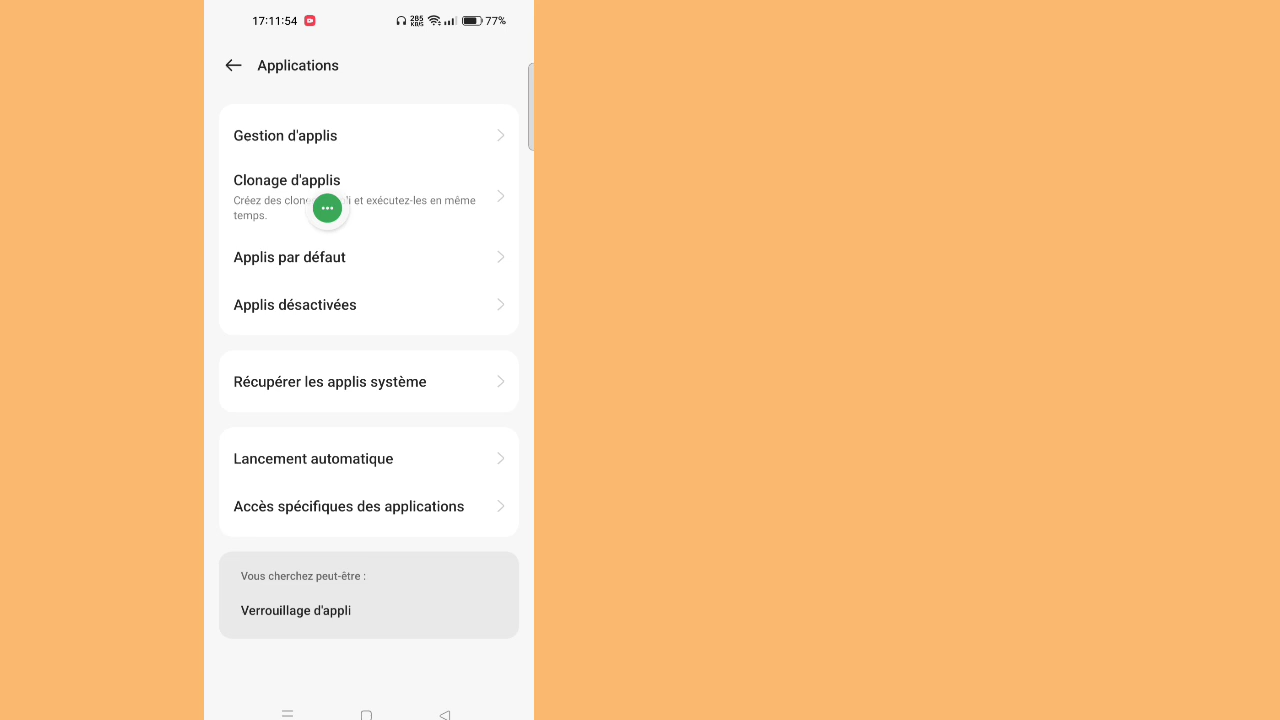 17:11:54 285 KB/S 77%
Applications
Gestion d'applis
Clonage d'applis
Créez des et exécutez-les en même
temps.
Applis par défaut
Applis désactivées
Récupérer les applis système
Lancement automatique
Accès spécifiques des applications
Vous cherchez peut-être :
Verrouillage d'appli